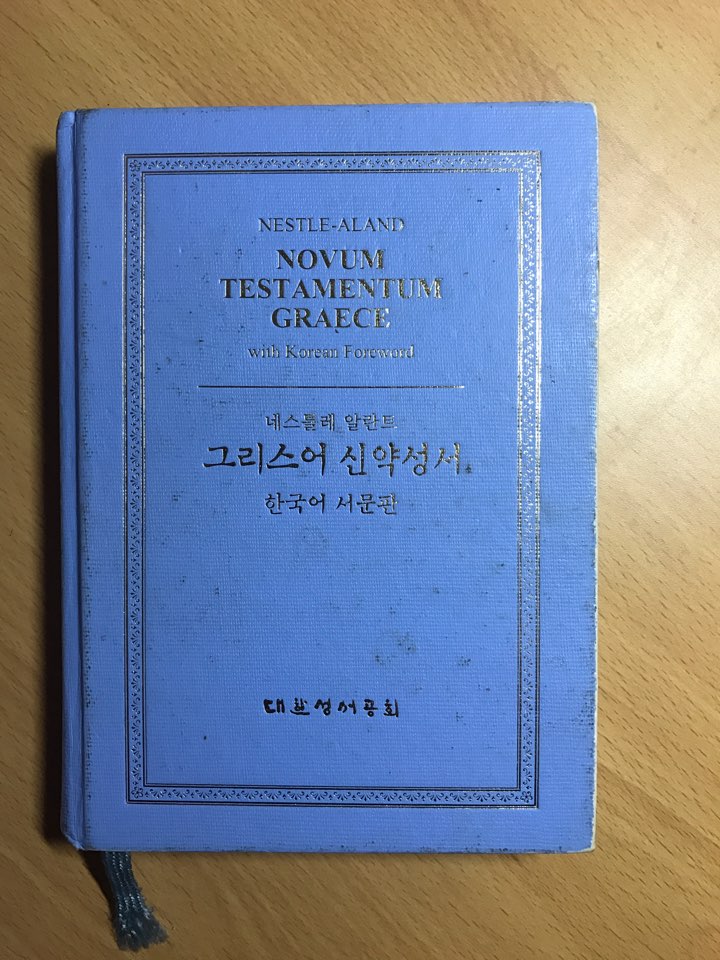 NESTLE-ALAND
NOVUM
TESTAMENTUM
GRAECE
with Korean Foreword
네스틀레 알란트
그리스어 신약성서
한국어 서문판
대한성서공회